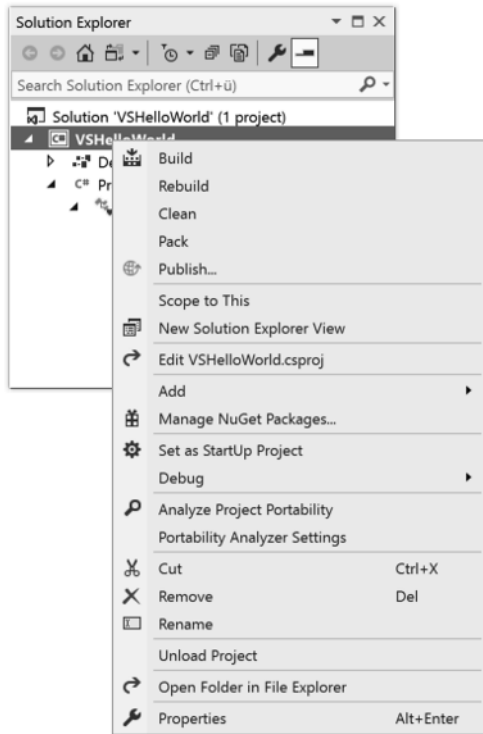 Solution Explorer
Search Solution Explorer (Ctrl+ü)
Solution 'VSHelloWorld' (1 project)
VSHelloWorld
Build
Rebuild
C# Pr
Clean
Pack
Publish...
Scope to This
New Solution Explorer View
Edit VSHelloWorld.csproj
Add
Manage NuGet Packages...
Set as StartUp Project
Debug
Analyze Project Portability
Portability Analyzer Settings
Cut Ctrl+X
Remove Del
Rename
Unload Project
Open Folder in File Explorer
Properties Alt+Enter